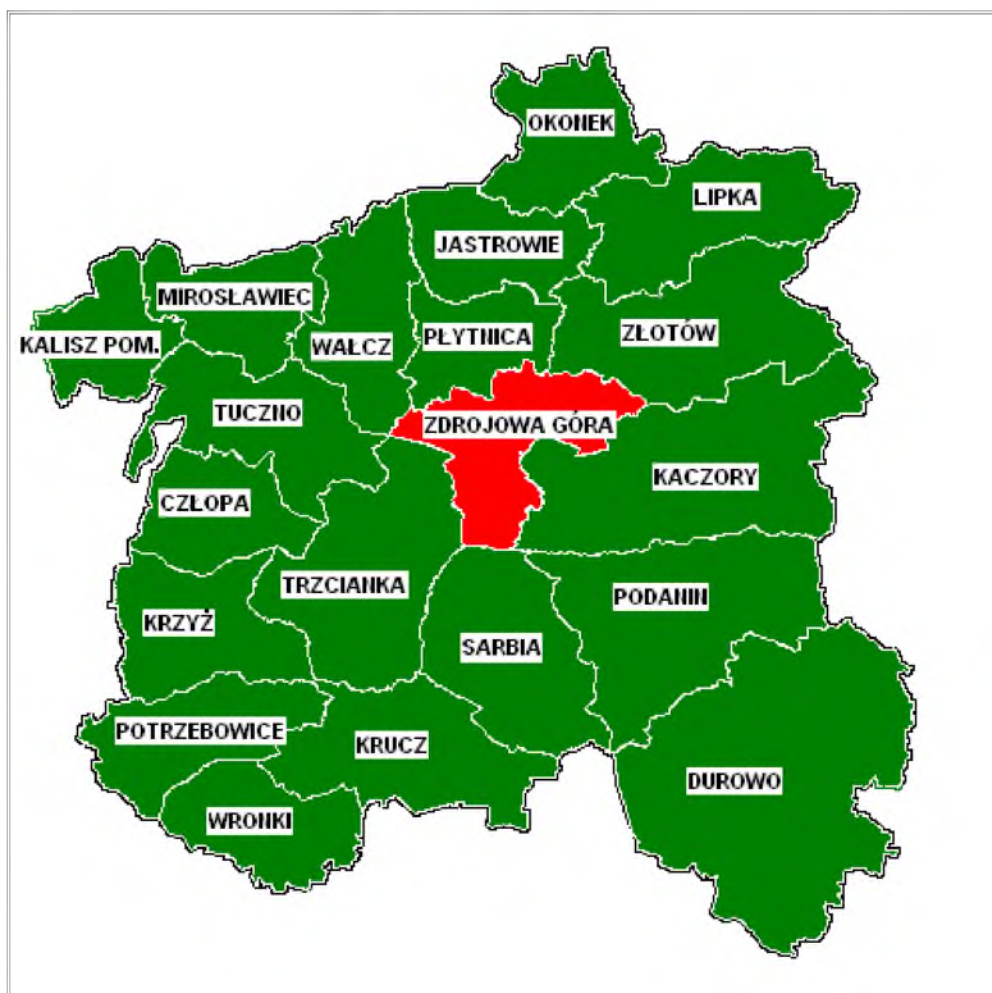 OKONEK
LIPKA
JASTROWIE
MIROSŁAWIEC
ZŁOTÓW
PŁYTNICA
WAŁCZ
KALISZ POM.
TUCZNO
ZDROJOWA GÓRA
KACZORY
CZŁOPA
TRZCIANKA
PODANIN
KRZYŻ
SARBIA
POTRZEBOWICE
KRUCZ
DUROWO
WRONKI